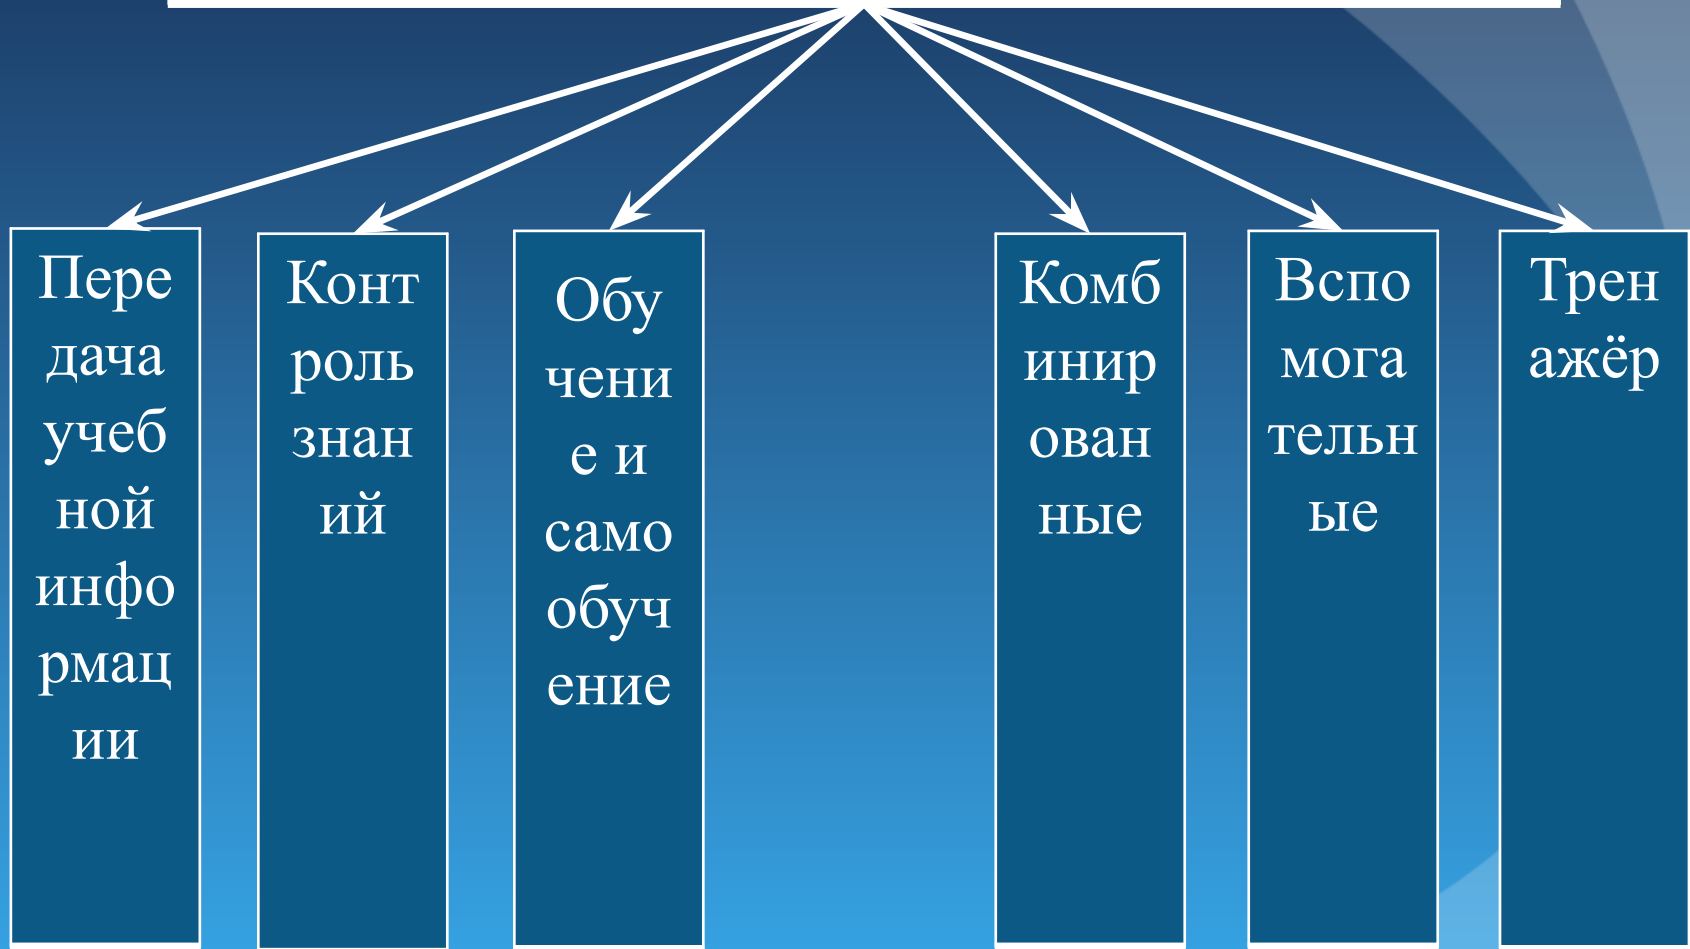 Пере
дача
учеб
ной
инфо
рмац
ии
Конт
роль
знан
ий
Обу
чени
е и
само
обуч
ение
Комб
инир
ован
ные
Вспо
мога
тельн
ые
Трен
ажёр